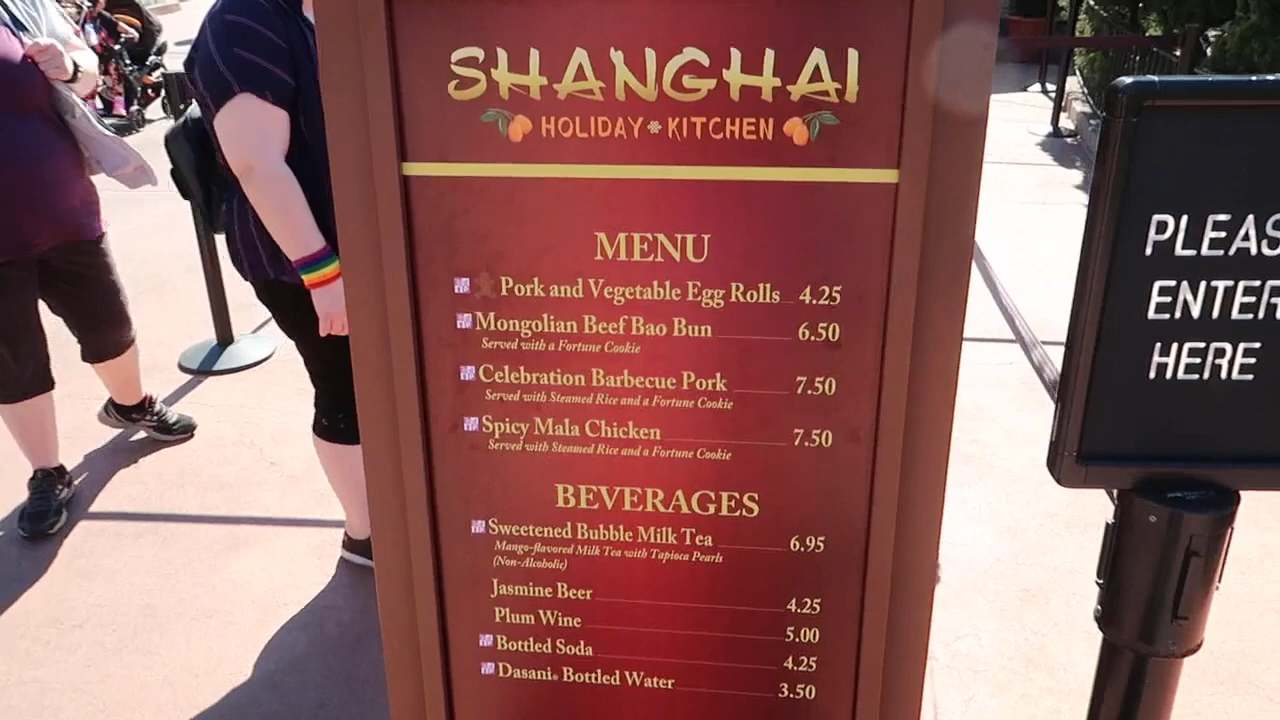 SHANGHAI
HOLIDAY KITCHEN
MENU
Pork and Vegetable Egg Rolls 4.25
Mongolian Beef Bao Bun 6.50
Served with a Fortune Cookie
Celebration Barbecue Pork 7.50
Served with Steamed Rice and a Fortune Cookie
Spicy Mala Chicken 7.50
Served with Steamed Rice and a Fortune Cookie
BEVERAGES
Sweetened Bubble Milk Tea 6.95
Mango-flavored Milk Tea with Tapioca Pearls
(Non-Alcoholic)
Jasmine Beer 4.25
Plum Wine 5.00
Bottled Soda 4.25
Dasani® Bottled Water 3.50
PLEAS
ENTER
HERE